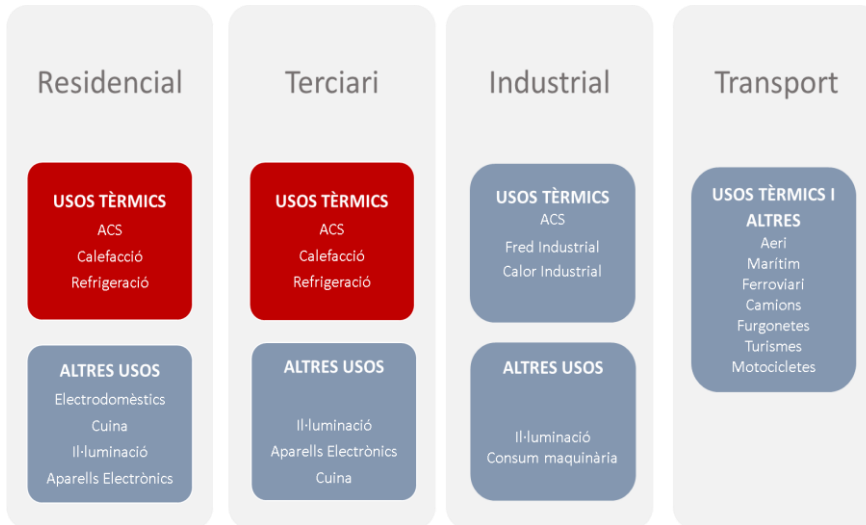 Residencial
USOS TÈRMICS
ACS
Calefacció
Refrigeració
ALTRES USOS
Electrodomèstics
Cuina
Il·luminació
Aparells Electrònics
Terciari
USOS TÈRMICS
ACS
Calefacció
Refrigeració
ALTRES USOS
Il·luminació
Aparells Electrònics
Cuina
Industrial
USOS TÈRMICS
ACS
Fred Industrial
Calor Industrial
ALTRES USOS
Il·luminació
Consum maquinària
Transport
USOS TÈRMICS I
ALTRES
Aeri
Marítim
Ferroviari
Camions
Furgonetes
Turismes
Motocicletes